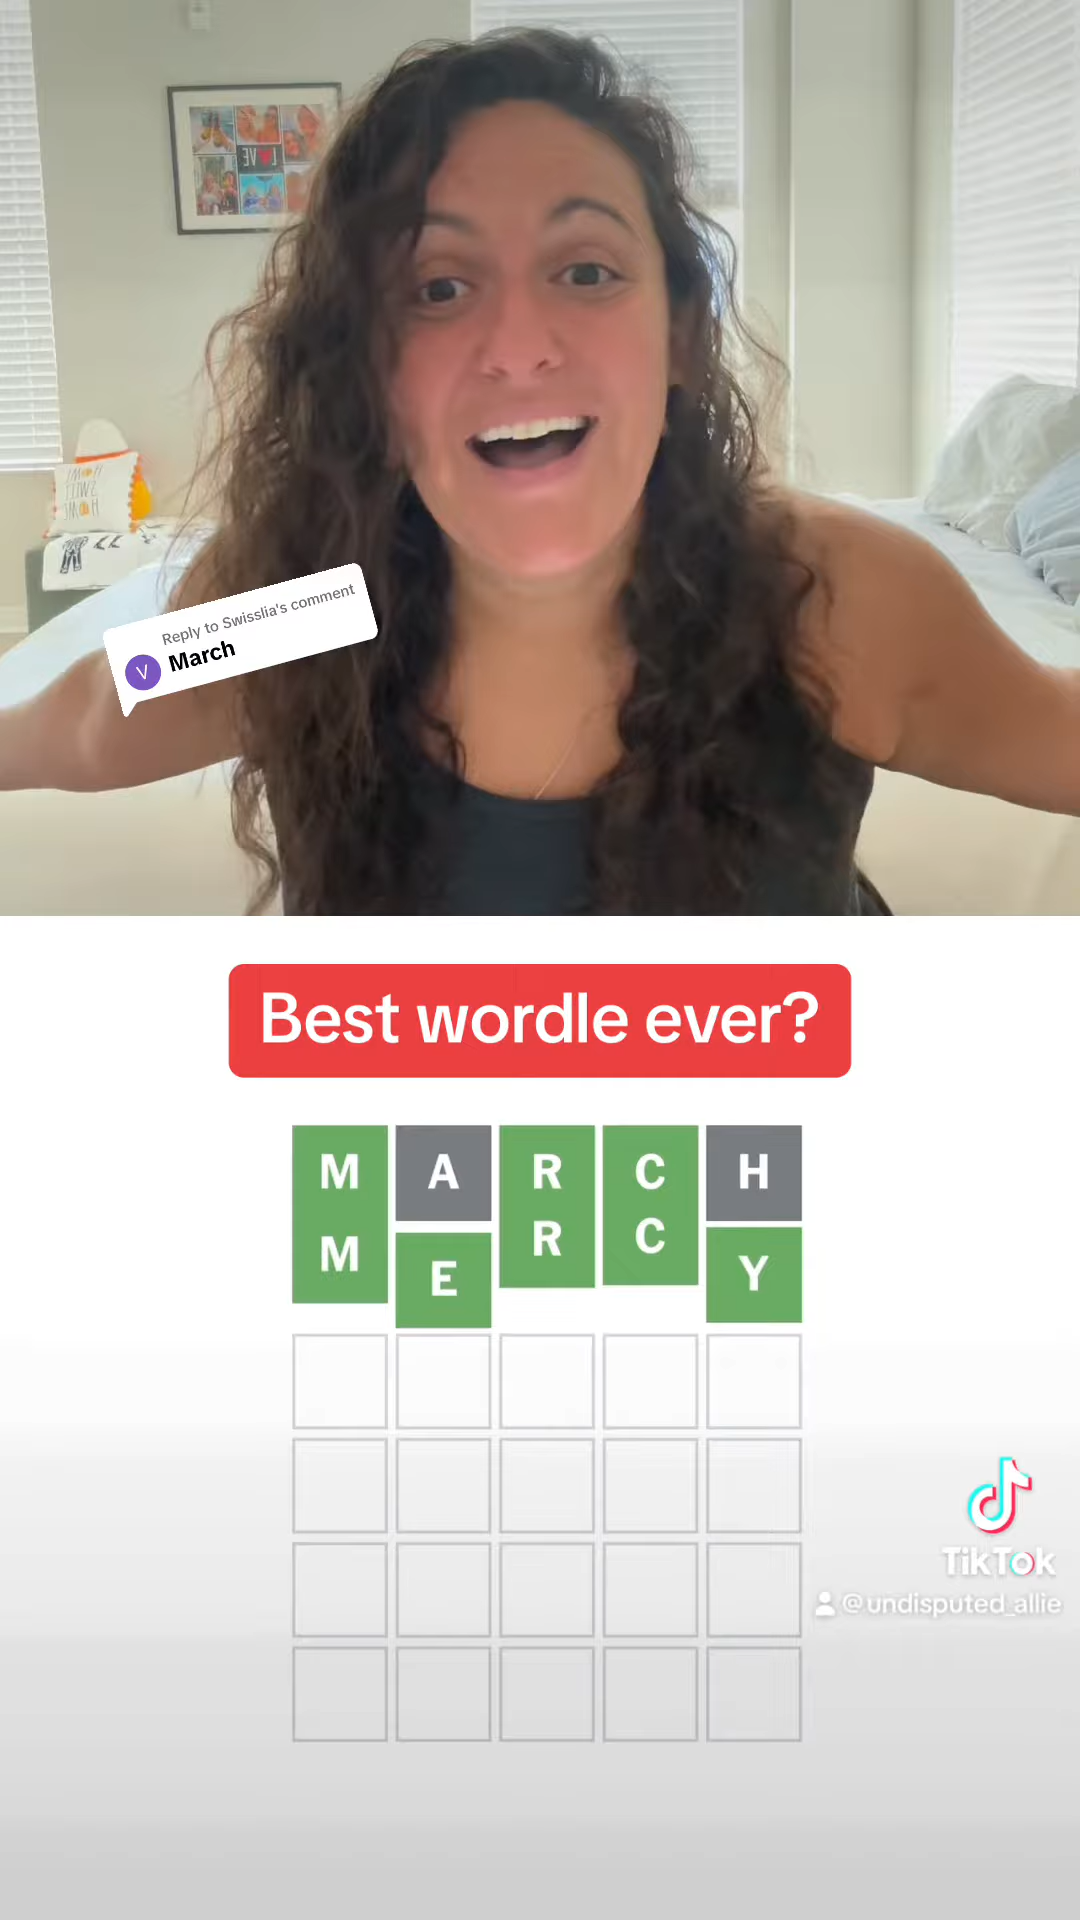 Reply to Swisslia's comment
V March
Best wordle ever?
M A R C H
M E R C Y
TikTok
@undisputed_allie